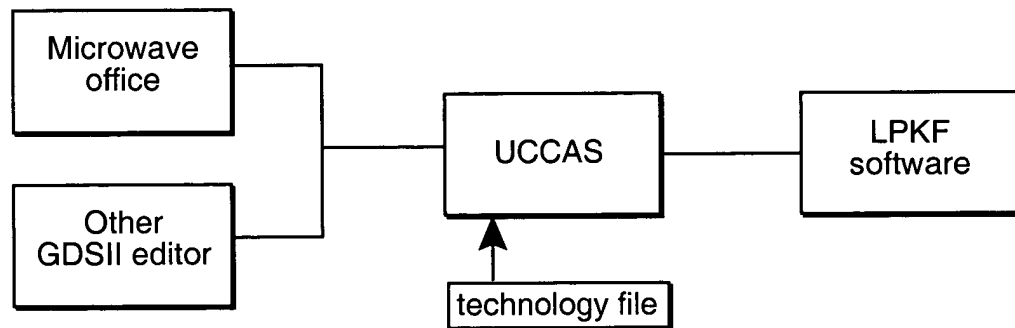 Microwave
office
Other
GDSII editor
UCCAS
technology file
LPKF
software